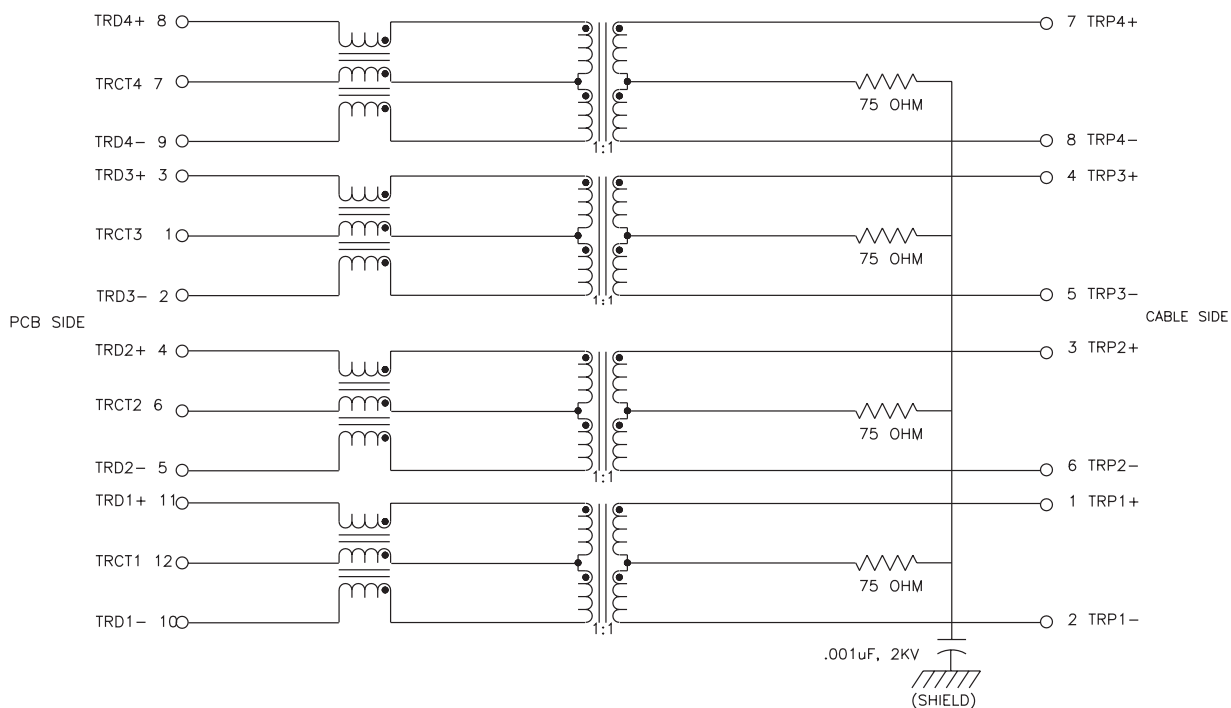 TRD4+ 8
7 TRP4+
TRCT4 7
75 OHM
TRD4- 9
1:1
8 TRP4-
TRD3+ 3
4 TRP3+
TRCT3 1
75 OHM
TRD3- 2
1:1
5 TRP3-
PCB SIDE
CABLE SIDE
TRD2+ 4
3 TRP2+
TRCT2 6
75 OHM
TRD2- 5
1:1
6 TRP2-
TRD1+ 11
1 TRP1+
TRCT1 12
75 OHM
TRD1- 10
1:1
2 TRP1-
.001uF, 2KV
(SHIELD)